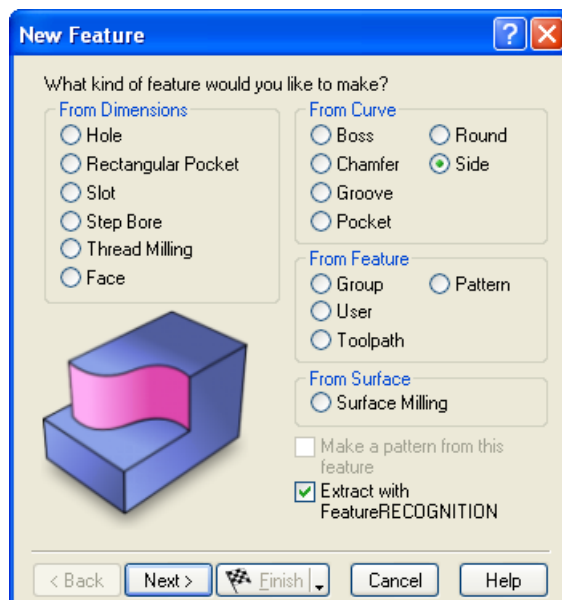 New Feature
What kind of feature would you like to make?
From Dimensions
Hole
Rectangular Pocket
Slot
Step Bore
Thread Milling
Face
From Curve
Boss
Round
Chamfer
Side
Groove
Pocket
From Feature
Group
Pattern
User
Toolpath
From Surface
Surface Milling
Make a pattern from this
feature
Extract with
FeatureRECOGNITION
< Back
Next >
Finish
Cancel
Help